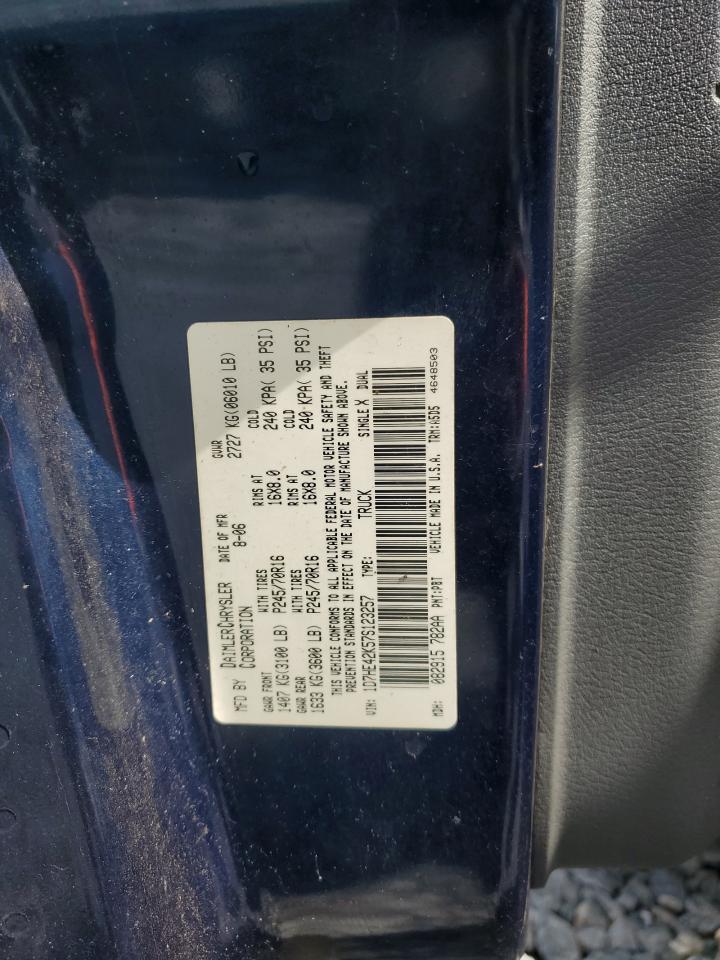 MFD BY DAIMLERCHRYSLER CORPORATION DATE OF MFR 8-06 GVWR 2727 KG(06010 LB)
GAWR FRONT WITH TIRES RIMS AT COLD
1407 KG(3100 LB) P245/70R16 16X8.0 240 KPA( 35 PSI)
GAWR REAR WITH TIRES RIMS AT COLD
1633 KG(3600 LB) P245/70R16 16X8.0 240 KPA( 35 PSI)
THIS VEHICLE CONFORMS TO ALL APPLICABLE FEDERAL MOTOR VEHICLE SAFETY AND THEFT
PREVENTION STANDARDS IN EFFECT ON THE DATE OF MANUFACTURE SHOWN ABOVE.
VIN: 1D7HE42K57S123257 TYPE: TRUCK SINGLE X DUAL
MDH: 082915 782AA PNT:PBT VEHICLE MADE IN U.S.A. TRM:A5DS 4648503